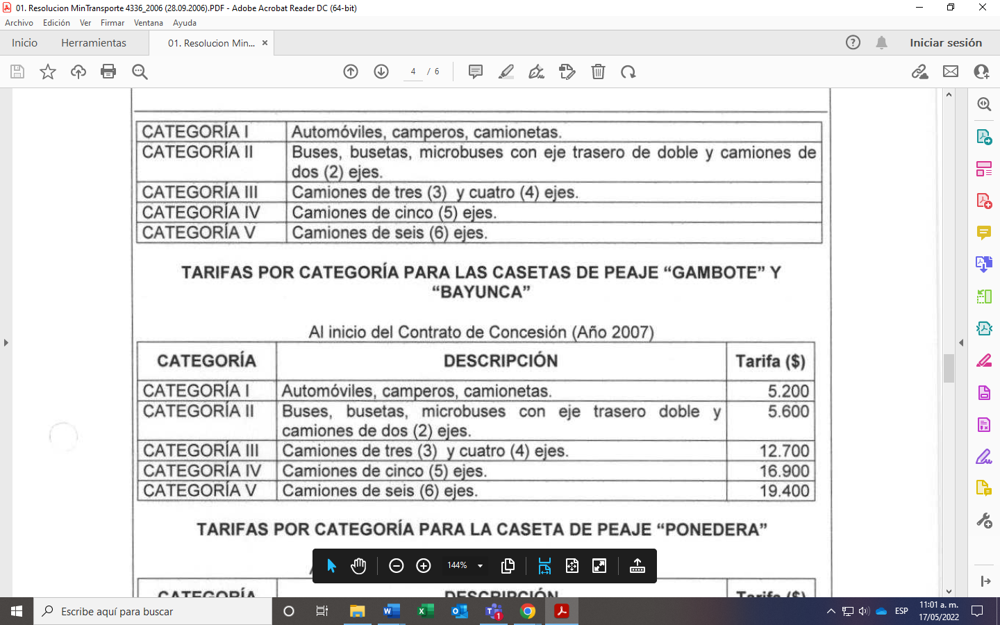 01. Resolucion MinTransporte 4336_2006 (28.09.2006).PDF - Adobe Acrobat Reader DC (64-bit)
Archivo Edición Ver Firmar Ventana Ayuda
Inicio Herramientas 01. Resolucion Min... × Iniciar sesión
4 / 6
CATEGORÍA I Automóviles, camperos, camionetas.
CATEGORÍA II Buses, busetas, microbuses con eje trasero de doble y camiones de
dos (2) ejes.
CATEGORÍA III Camiones de tres (3) y cuatro (4) ejes.
CATEGORÍA IV Camiones de cinco (5) ejes.
CATEGORÍA V Camiones de seis (6) ejes.
TARIFAS POR CATEGORÍA PARA LAS CASETAS DE PEAJE “GAMBOTE” Y
“BAYUNCA”
Al inicio del Contrato de Concesión (Año 2007)
CATEGORÍA DESCRIPCIÓN Tarifa ($)
CATEGORÍA I Automóviles, camperos, camionetas. 5.200
CATEGORÍA II Buses, busetas, microbuses con eje trasero doble y 5.600
camiones de dos (2) ejes.
CATEGORÍA III Camiones de tres (3) y cuatro (4) ejes. 12.700
CATEGORÍA IV Camiones de cinco (5) ejes. 16.900
CATEGORÍA V Camiones de seis (6) ejes. 19.400
TARIFAS POR CATEGORÍA PARA LA CASETA DE PEAJE “PONEDERA”
144%
CATEGORÍA DESCRIPCIÓN Tarifa ($)
Escribe aquí para buscar
1
ESP
11:01 a. m.
17/05/2022